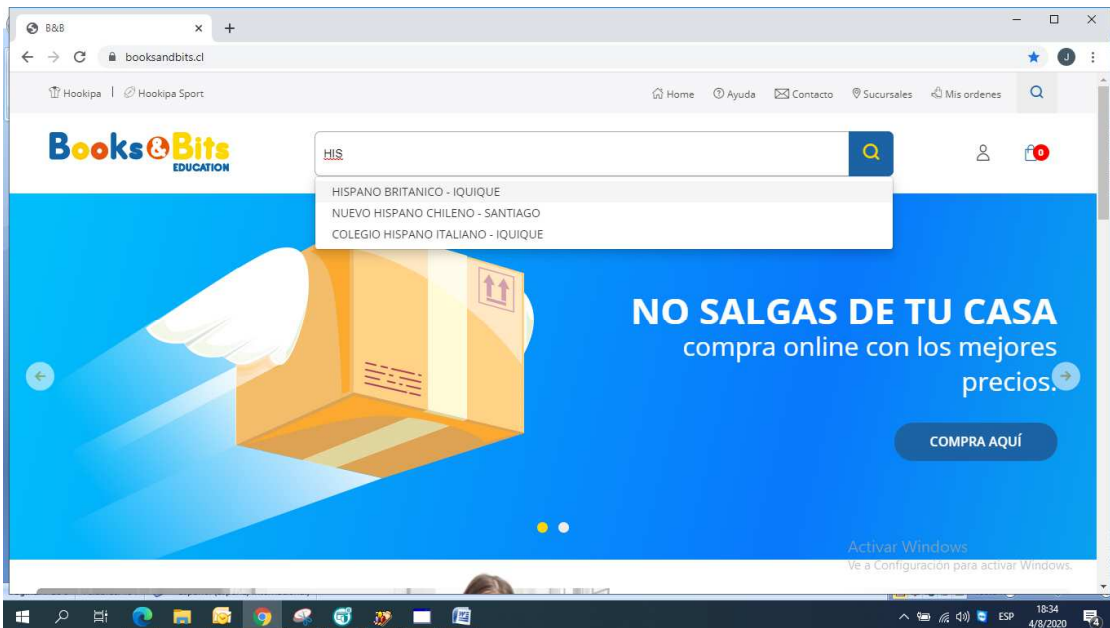 B&B
booksandbits.cl
J
Hookipa | Hookipa Sport
Home Ayuda Contacto Sucursales Mis ordenes
Books&Bits
EDUCATION
HIS
0
HISPANO BRITANICO - IQUIQUE
NUEVO HISPANO CHILENO - SANTIAGO
COLEGIO HISPANO ITALIANO - IQUIQUE
NO SALGAS DE TU CASA
compra online con los mejores
precios.
COMPRA AQUÍ
Activar Windows
Ve a Configuración para activar Windows.
ESP
18:34
4/8/2020
4